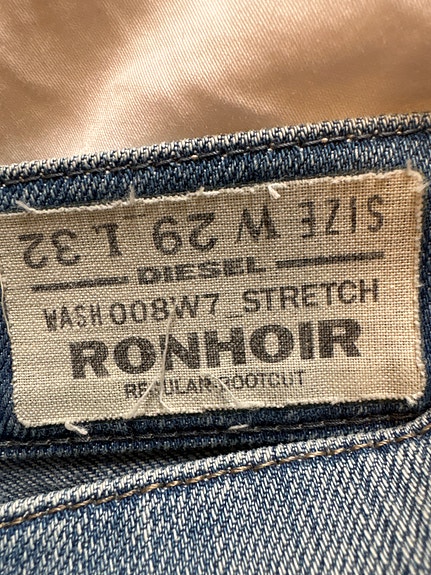 SIZE W 29 L 32
DIESEL
WASH 008W7_STRETCH
RONHOIR
REGULAR-BOOTCUT